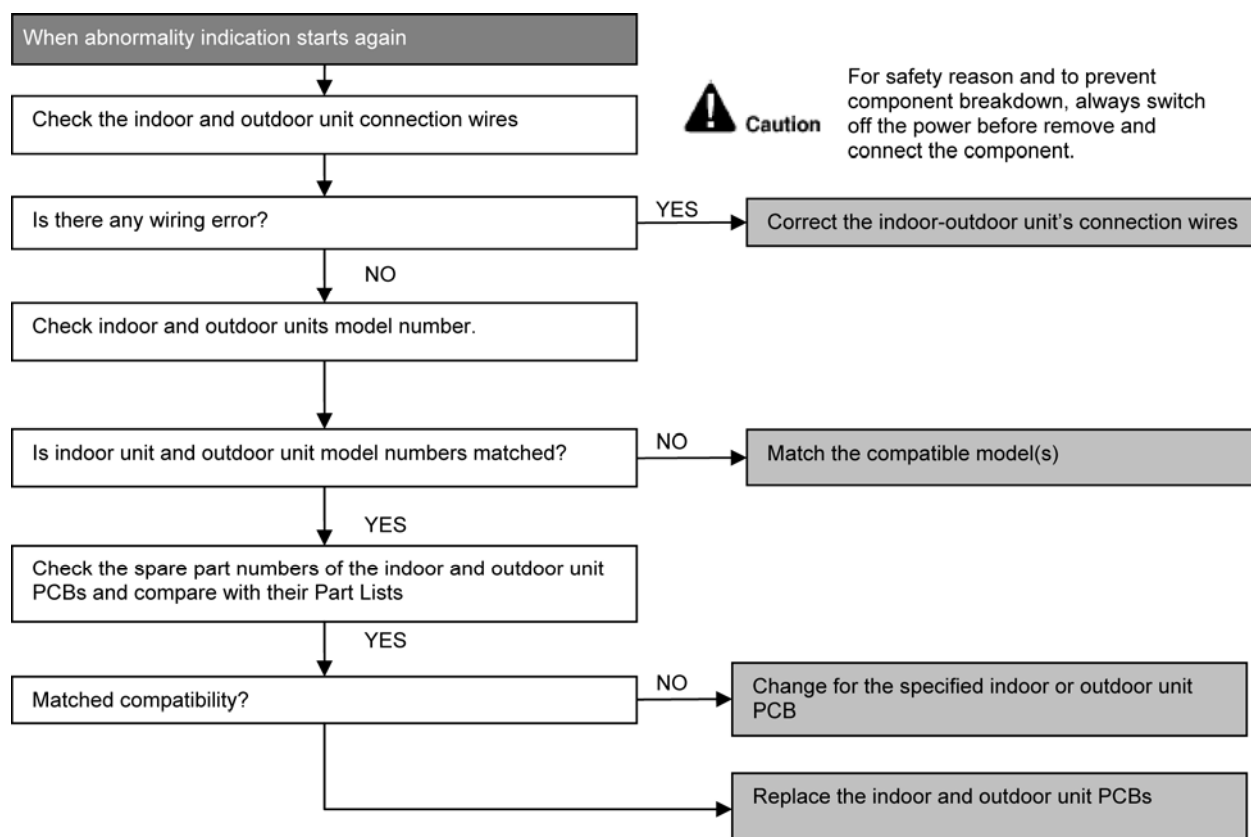 When abnormality indication starts again
Check the indoor and outdoor unit connection wires
Caution
For safety reason and to prevent
component breakdown, always switch
off the power before remove and
connect the component.
Is there any wiring error?
YES
Correct the indoor-outdoor unit's connection wires
NO
Check indoor and outdoor units model number.
Is indoor unit and outdoor unit model numbers matched?
NO
Match the compatible model(s)
YES
Check the spare part numbers of the indoor and outdoor unit
PCBs and compare with their Part Lists
YES
Matched compatibility?
NO
Change for the specified indoor or outdoor unit
PCB
Replace the indoor and outdoor unit PCBs